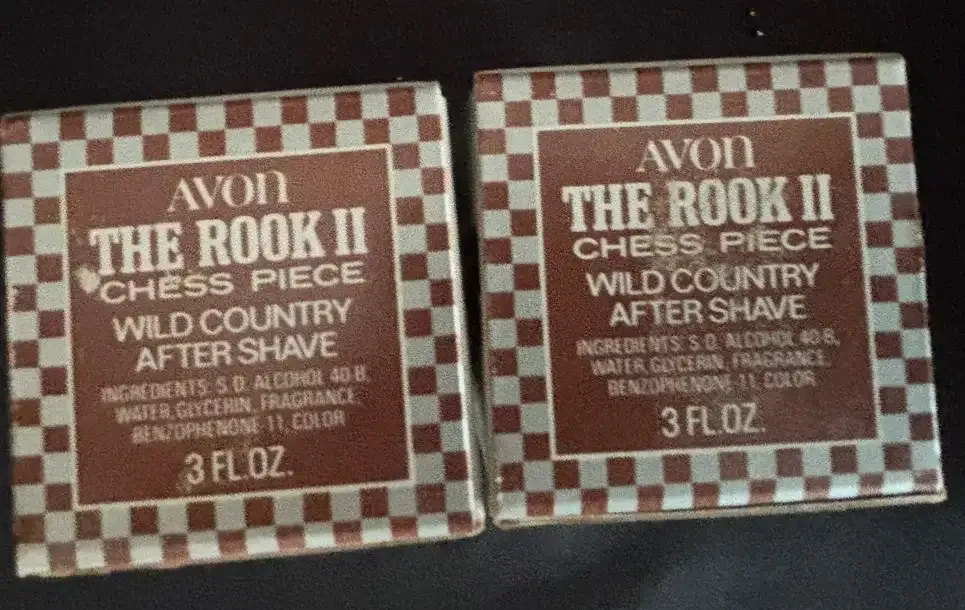 AVON
THE ROOK II
CHESS PIECE
WILD COUNTRY
AFTER SHAVE
INGREDIENTS: S.D. ALCOHOL 40-B,
WATER, GLYCERIN, FRAGRANCE,
BENZOPHENONE-11, COLOR
3 FL.OZ.
AVON
THE ROOK II
CHESS PIECE
WILD COUNTRY
AFTER SHAVE
INGREDIENTS: S.D. ALCOHOL 40-B,
WATER, GLYCERIN, FRAGRANCE,
BENZOPHENONE-11, COLOR
3 FL.OZ.